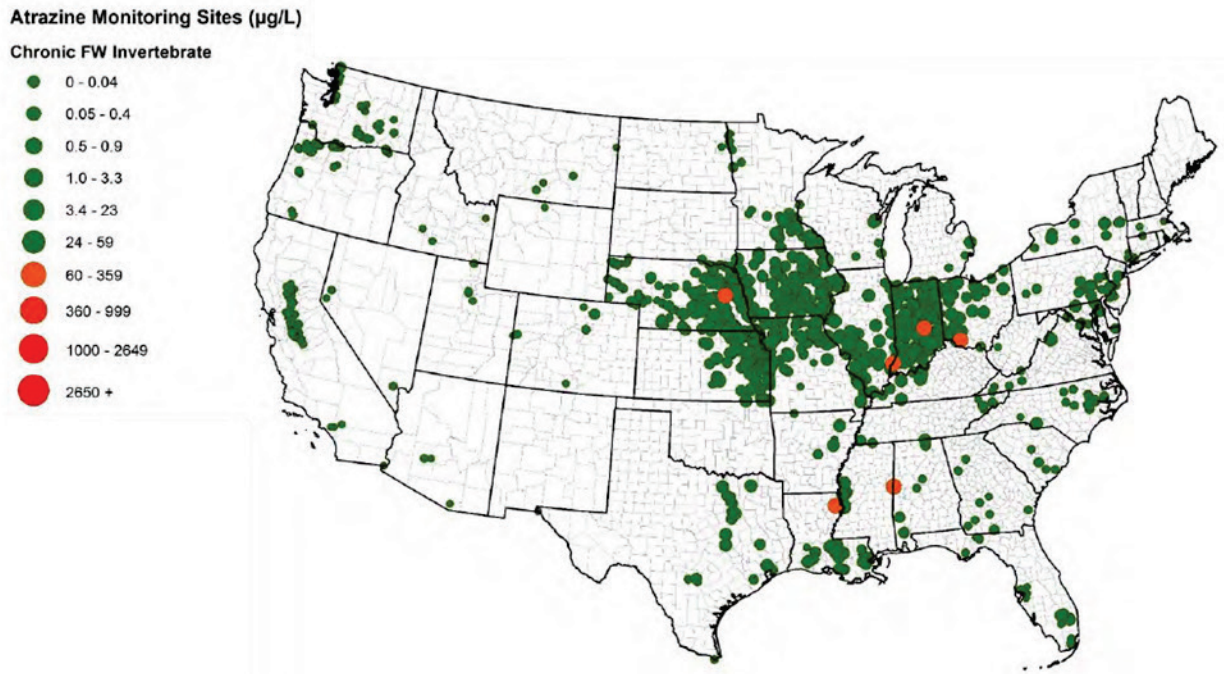 Atrazine Monitoring Sites (µg/L)
Chronic FW Invertebrate
0 - 0.04
0.05 - 0.4
0.5 - 0.9
1.0 - 3.3
3.4 - 23
24 - 59
60 - 359
360 - 999
1000 - 2649
2650 +